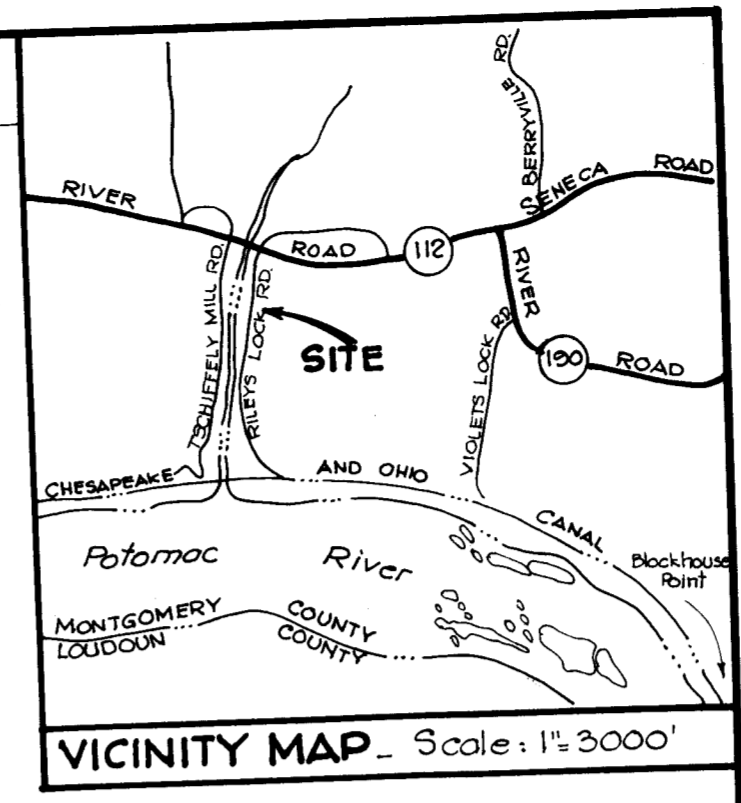 S. BERRYVILLE RD.
RIVER ROAD
112
SENECA ROAD
TSCHIFFELY MILL RD.
RILEYS LOCK RD.
SITE
RIVER
190
ROAD
VIOLETS LOCK RD.
CHESAPEAKE AND OHIO CANAL
Potomac River
Blockhouse
Point
MONTGOMERY COUNTY
LOUDOUN COUNTY
VICINITY MAP - Scale: 1"=3000'